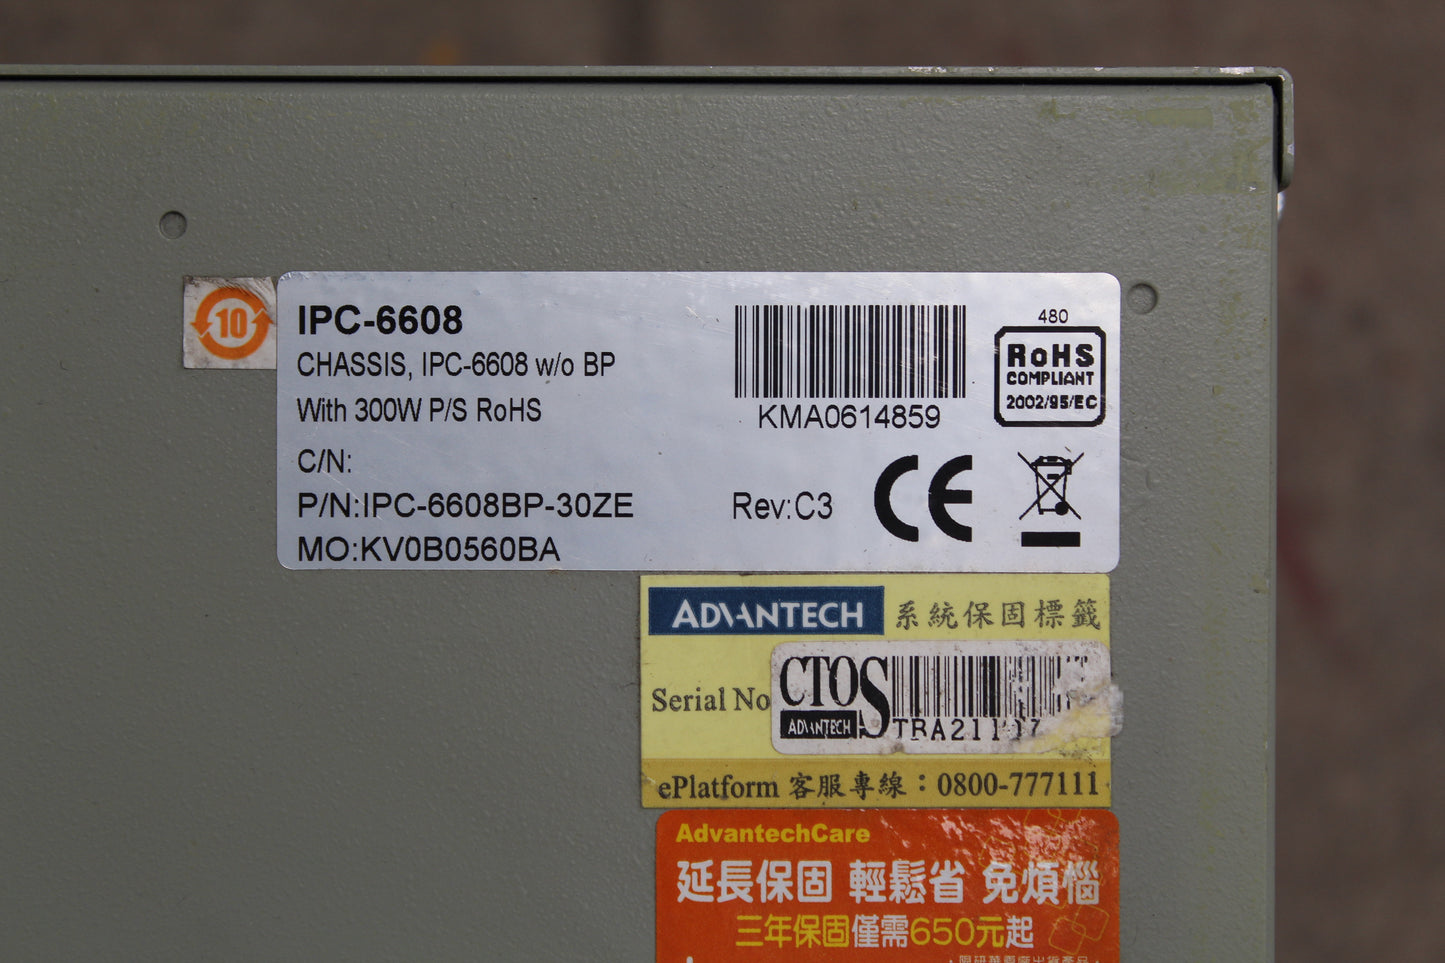 10
IPC-6608
CHASSIS, IPC-6608 w/o BP
With 300W P/S RoHS
C/N:
P/N:IPC-6608BP-30ZE
MO:KV0B0560BA
KMA0614859
Rev:C3
480
RoHS
COMPLIANT
2002/95/EC
CE
ADVANTECH 系統保固標籤
Serial No
CTOS
ADVANTECH
ePlatform 客服專線：0800-777111
AdvantechCare
延長保固 輕鬆省 免煩惱
三年保固僅需650元起